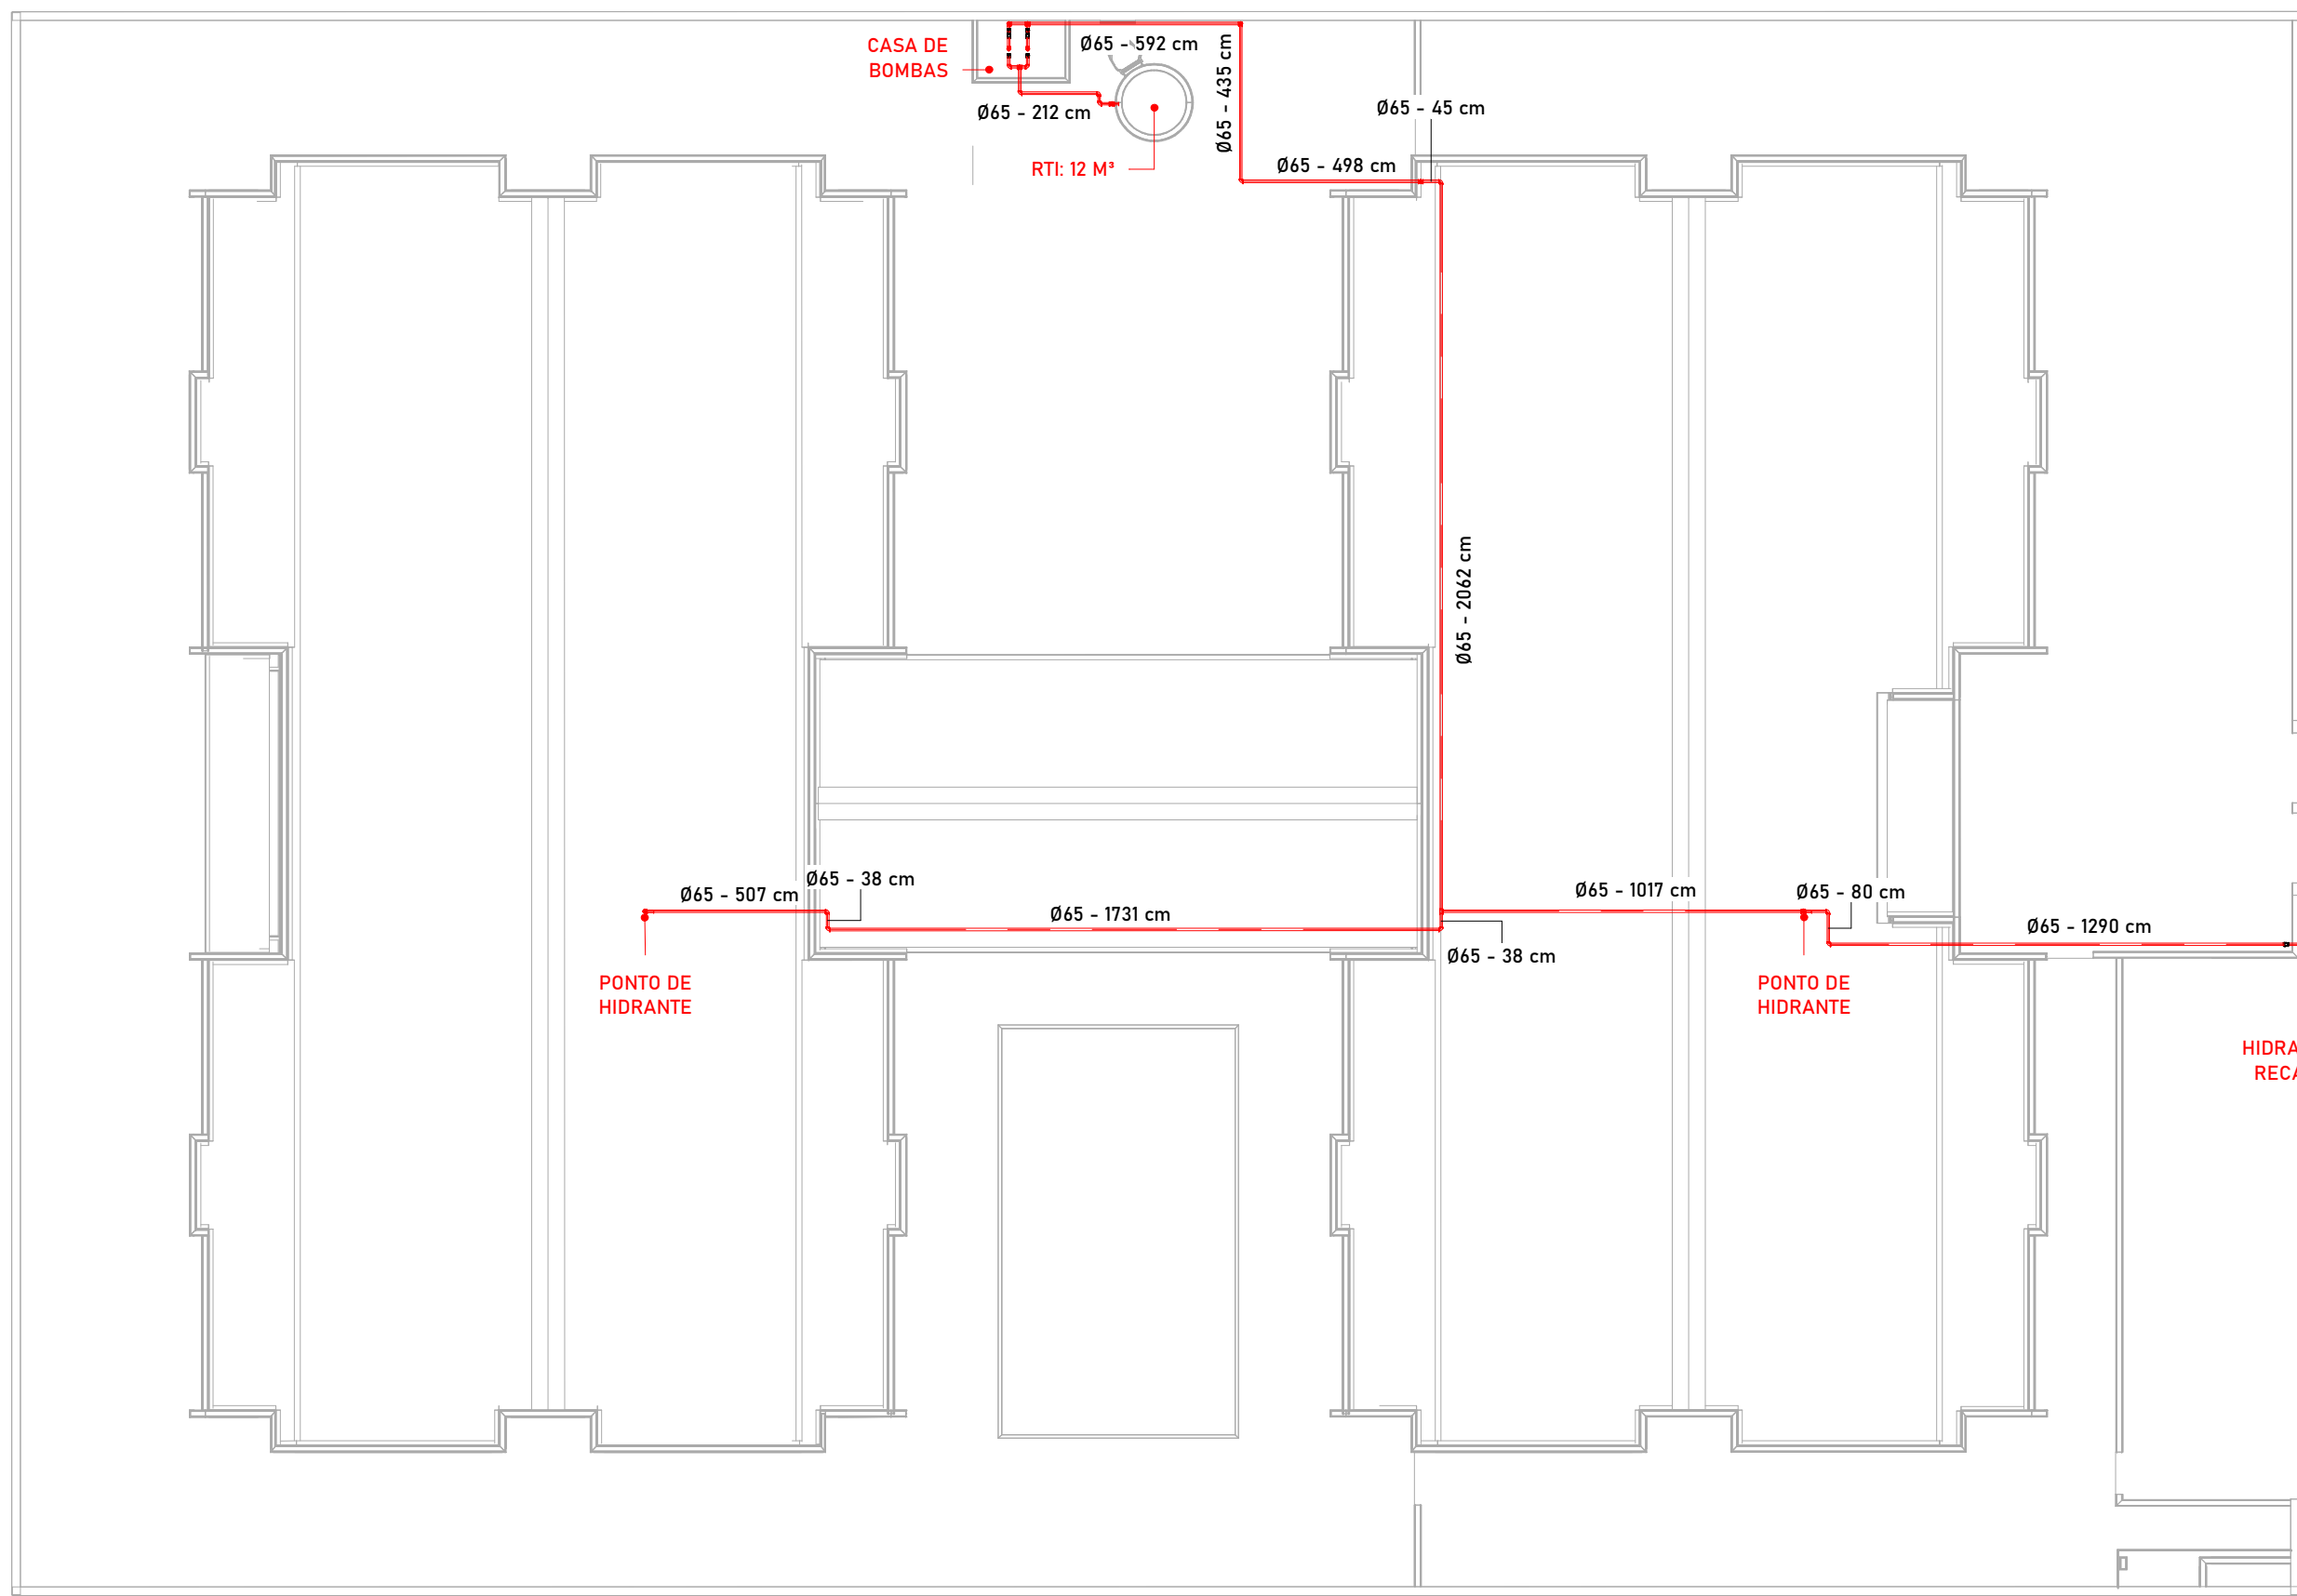 CASA DE
BOMBAS
Ø65 - 592 cm
Ø65 - 435 cm
Ø65 - 212 cm
Ø65 - 45 cm
RTI: 12 M³
Ø65 - 498 cm
Ø65 - 2062 cm
Ø65 - 507 cm
Ø65 - 38 cm
Ø65 - 1731 cm
Ø65 - 1017 cm
Ø65 - 80 cm
Ø65 - 1290 cm
Ø65 - 38 cm
PONTO DE
HIDRANTE
PONTO DE
HIDRANTE
HIDRA
RECA